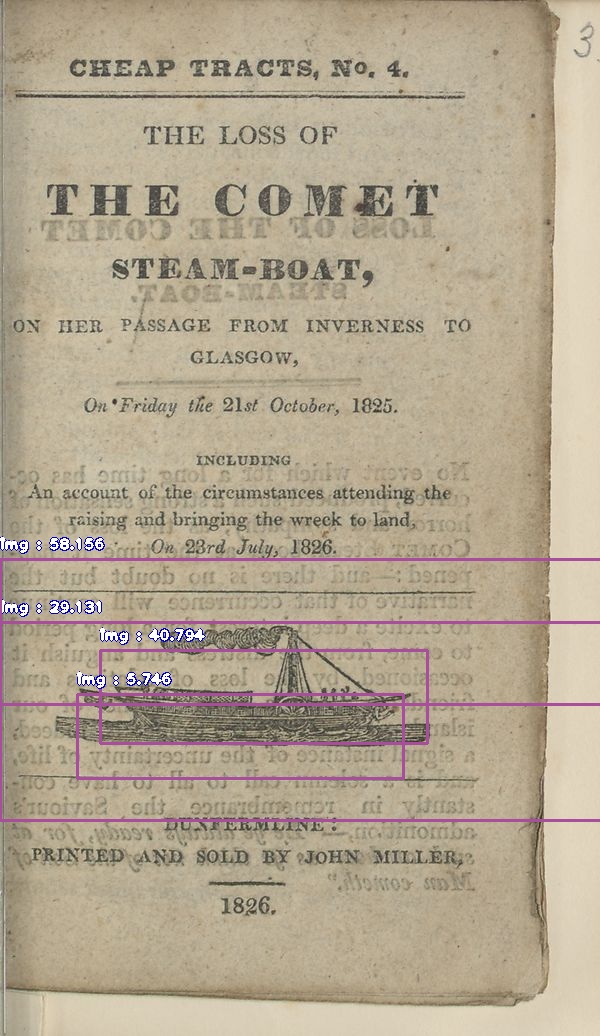 3
CHEAP TRACTS, No. 4.
THE LOSS OF
THE COMET
STEAM-BOAT,
ON HER PASSAGE FROM INVERNESS TO
GLASGOW,
On Friday the 21st October, 1825.
INCLUDING
An account of the circumstances attending the
raising and bringing the wreck to land,
On 23rd July, 1826.
img : 58.156
img : 29.131
img : 40.794
img : 5.746
DUNFERMLINE:
PRINTED AND SOLD BY JOHN MILLER,
1826.